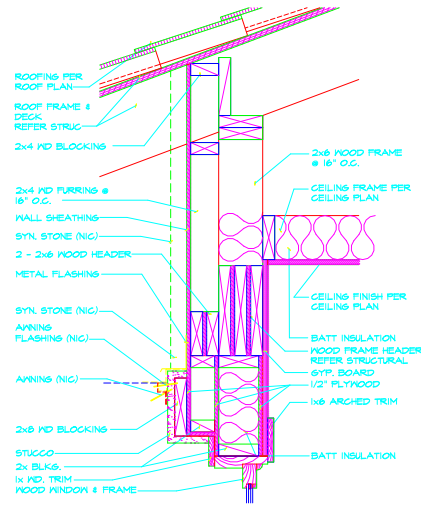 ROOFING PER
ROOF PLAN
ROOF FRAME &
DECK
REFER STRUC
2x4 WD BLOCKING
2x4 WD FURRING @
16" O.C.
WALL SHEATHING
SYN. STONE (NIC)
2 - 2x6 WOOD HEADER
METAL FLASHING
SYN. STONE (NIC)
AWNING
FLASHING (NIC)
AWNING (NIC)
2x8 WD BLOCKING
STUCCO
2x BLKG.
1x WD. TRIM
WOOD WINDOW & FRAME
2x6 WOOD FRAME
@ 16" O.C.
CEILING FRAME PER
CEILING PLAN
CEILING FINISH PER
CEILING PLAN
BATT INSULATION
WOOD FRAME HEADER
REFER STRUCTURAL
GYP. BOARD
1/2" PLYWOOD
1x6 ARCHED TRIM
BATT INSULATION